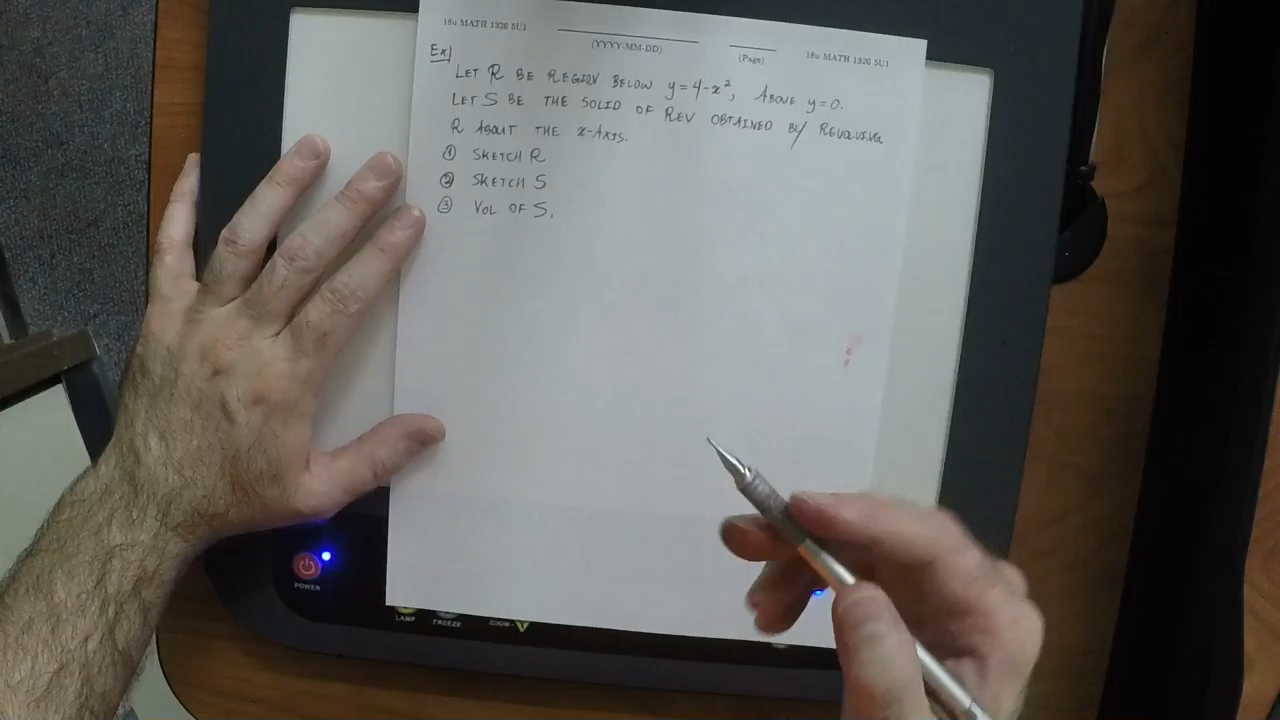 18u MATH 1326 5U1
(YYYY-MM-DD)
(Page)
18u MATH 1326 5U1
Ex1
LET R BE REGION BELOW y=4-x², ABOVE y=0.
LET S BE THE SOLID OF REV OBTAINED BY REVOLVING
R ABOUT THE x-AXIS.
① SKETCH R
② SKETCH S
③ VOL OF S.
POWER
LAMP
FREEZE
ZOOM -